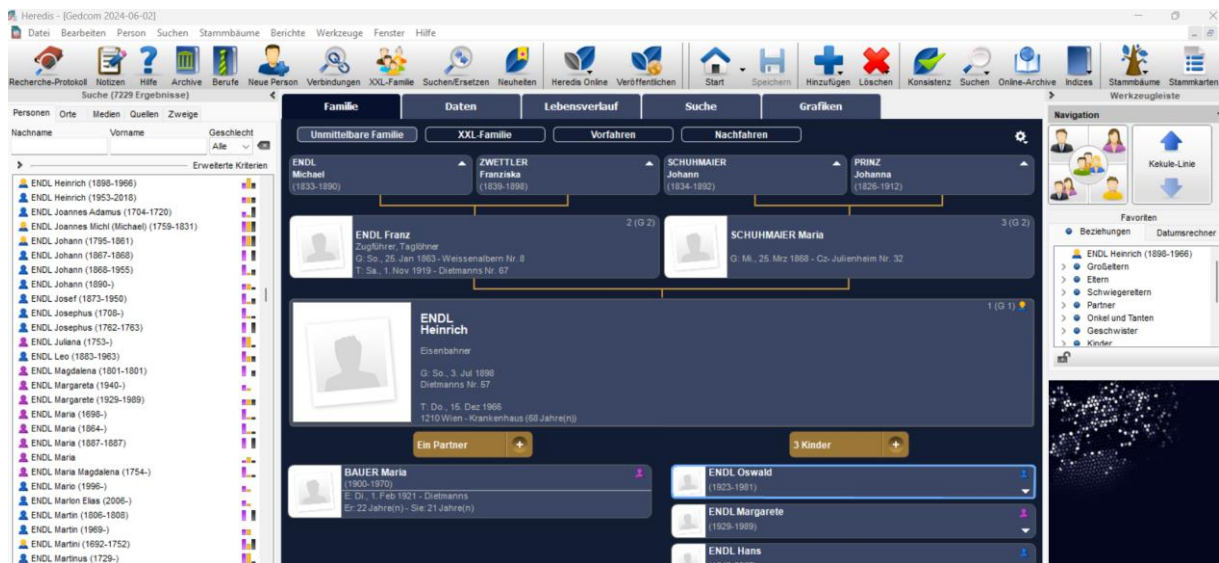 Heredis - [Gedcom 2024-06-02]
Datei Bearbeiten Person Suchen Stammbäume Berichte Werkzeuge Fenster Hilfe
Recherche-Protokoll Notizen Hilfe Archive Berufe Neue Person Verbindungen XXL-Familie Suchen/Ersetzen Neuheiten Heredis Online Veröffentlichen Start Speichern Hinzufügen Löschen Konsistenz Suchen Online-Archive Indizes Stammbäume Stammkarten
Suche (7229 Ergebnisse)
Personen Orte Medien Quellen Zweige
Nachname Vorname Geschlecht
Alle
Erweiterte Kriterien
ENDL Heinrich (1898-1966)
ENDL Heinrich (1953-2018)
ENDL Joannes Adamus (1704-1720)
ENDL Joannes Michl (Michael) (1759-1831)
ENDL Johann (1795-1861)
ENDL Johann (1867-1868)
ENDL Johann (1868-1955)
ENDL Johann (1890-)
ENDL Josef (1873-1950)
ENDL Josephus (1708-)
ENDL Josephus (1762-1763)
ENDL Juliana (1753-)
ENDL Leo (1883-1963)
ENDL Magdalena (1801-1801)
ENDL Margareta (1940-)
ENDL Margarete (1929-1989)
ENDL Maria (1698-)
ENDL Maria (1864-)
ENDL Maria (1887-1887)
ENDL Maria
ENDL Maria Magdalena (1754-)
ENDL Mario (1996-)
ENDL Marlon Elias (2006-)
ENDL Martin (1806-1808)
ENDL Martin (1969-)
ENDL Martini (1692-1752)
ENDL Martinus (1729-)
Familie Daten Lebensverlauf Suche Grafiken
Unmittelbare Familie XXL-Familie Vorfahren Nachfahren
ENDL
Michael
(1833-1890)
ZWETTLER
Franziska
(1839-1898)
SCHUHMAIER
Johann
(1834-1892)
PRINZ
Johanna
(1826-1912)
2 (G 2)
ENDL Franz
Zugführer, Taglöhner
G: So., 25. Jan 1863- Weissenalbern Nr. 8
T: Sa., 1. Nov 1919 - Dietmanns Nr. 67
3 (G 2)
SCHUHMAIER Maria
G: Mi., 25. Mrz 1868 - Cz- Julienheim Nr. 32
1 (G 1)
ENDL
Heinrich
Eisenbahner
G: So., 3. Jul 1898
Dietmanns Nr. 57
T: Do., 15. Dez 1966
1210 Wien - Krankenhaus (68 Jahre(n))
Ein Partner +
3 Kinder +
BAUER Maria
(1900-1970)
E: Di., 1. Feb 1921 - Dietmanns
Er: 22 Jahre(n) - Sie: 21 Jahre(n)
ENDL Oswald
(1923-1981)
ENDL Margarete
(1929-1989)
ENDL Hans
Werkzeugleiste
Navigation
Kekule-Linie
Favoriten
Beziehungen Datumsrechner
ENDL Heinrich (1898-1966)
Großeltern
Eltern
Schwiegereltern
Partner
Onkel und Tanten
Geschwister
Kinder